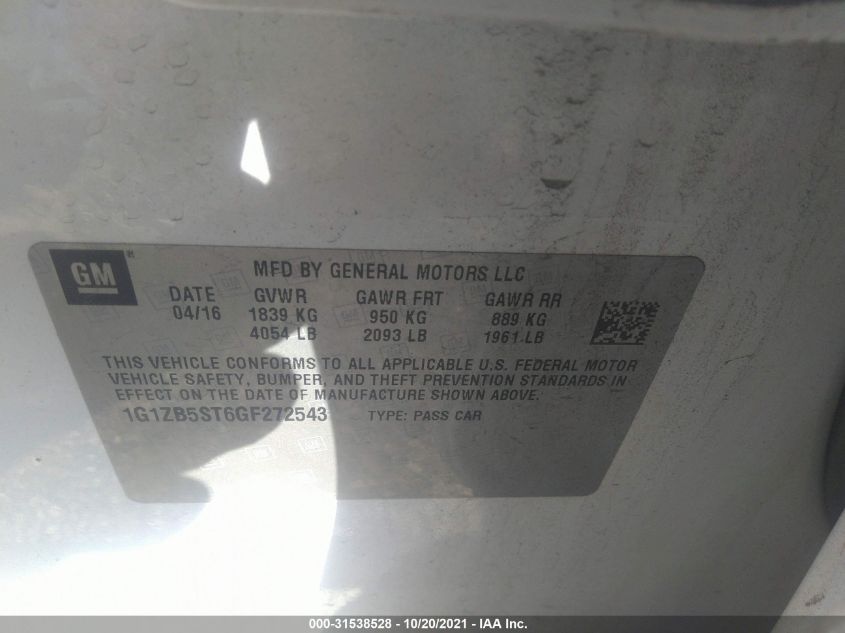 GM
MFD BY GENERAL MOTORS LLC
DATE GVWR GAWR FRT GAWR RR
04/16 1839 KG 950 KG 889 KG
4054 LB 2093 LB 1961 LB
THIS VEHICLE CONFORMS TO ALL APPLICABLE U.S. FEDERAL MOTOR
VEHICLE SAFETY, BUMPER, AND THEFT PREVENTION STANDARDS IN
EFFECT ON THE DATE OF MANUFACTURE SHOWN ABOVE.
1G1ZB5ST6GF272543 TYPE: PASS CAR
000-31538528 - 10/20/2021 - IAA Inc.